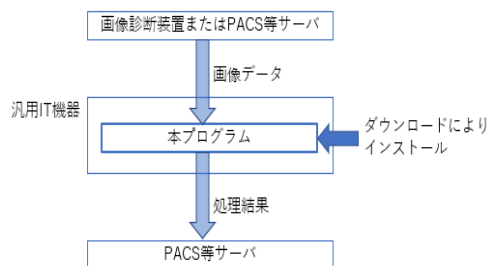 画像診断装置またはPACS等サーバ
画像データ
汎用IT機器
本プログラム
ダウンロードにより
インストール
処理結果
PACS等サーバ